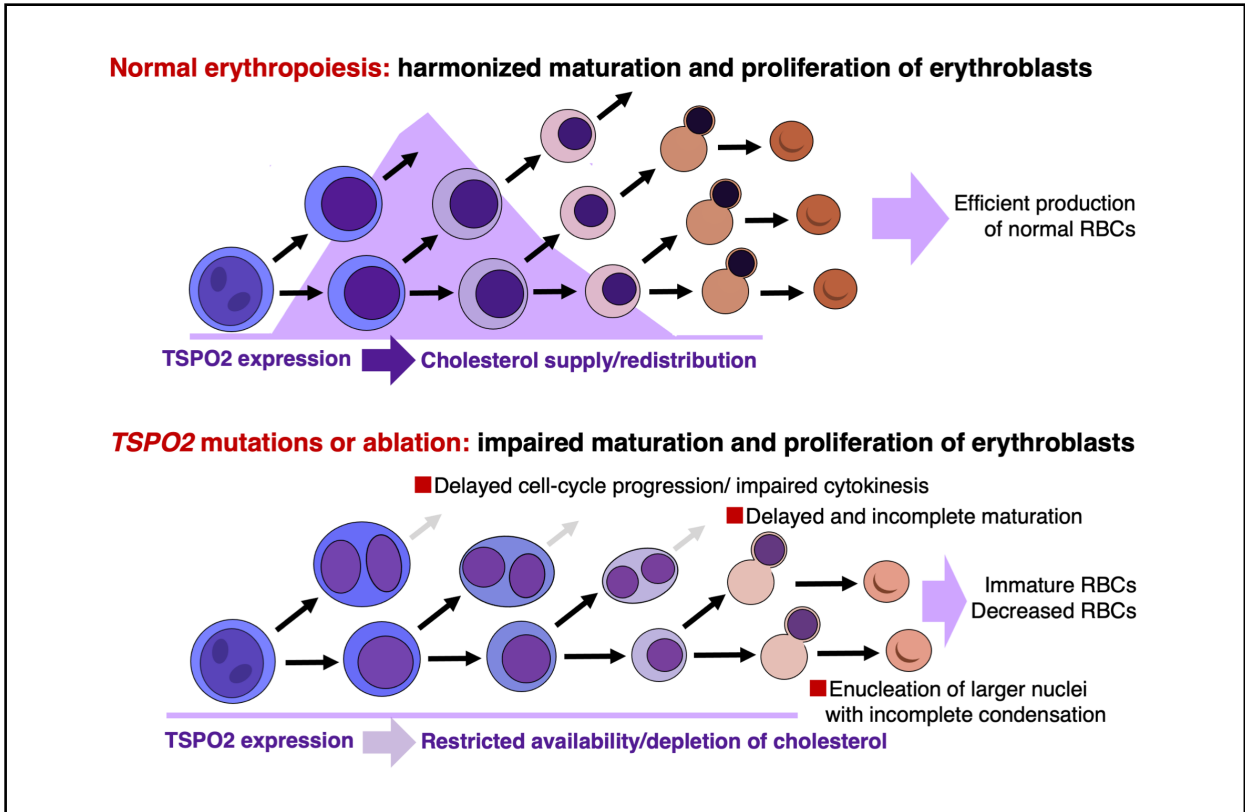 Normal erythropoiesis: harmonized maturation and proliferation of erythroblasts
Efficient production
of normal RBCs
TSPO2 expression
Cholesterol supply/redistribution
TSPO2 mutations or ablation: impaired maturation and proliferation of erythroblasts
Delayed cell-cycle progression/ impaired cytokinesis
Delayed and incomplete maturation
Immature RBCs
Decreased RBCs
Enucleation of larger nuclei
with incomplete condensation
TSPO2 expression
Restricted availability/depletion of cholesterol